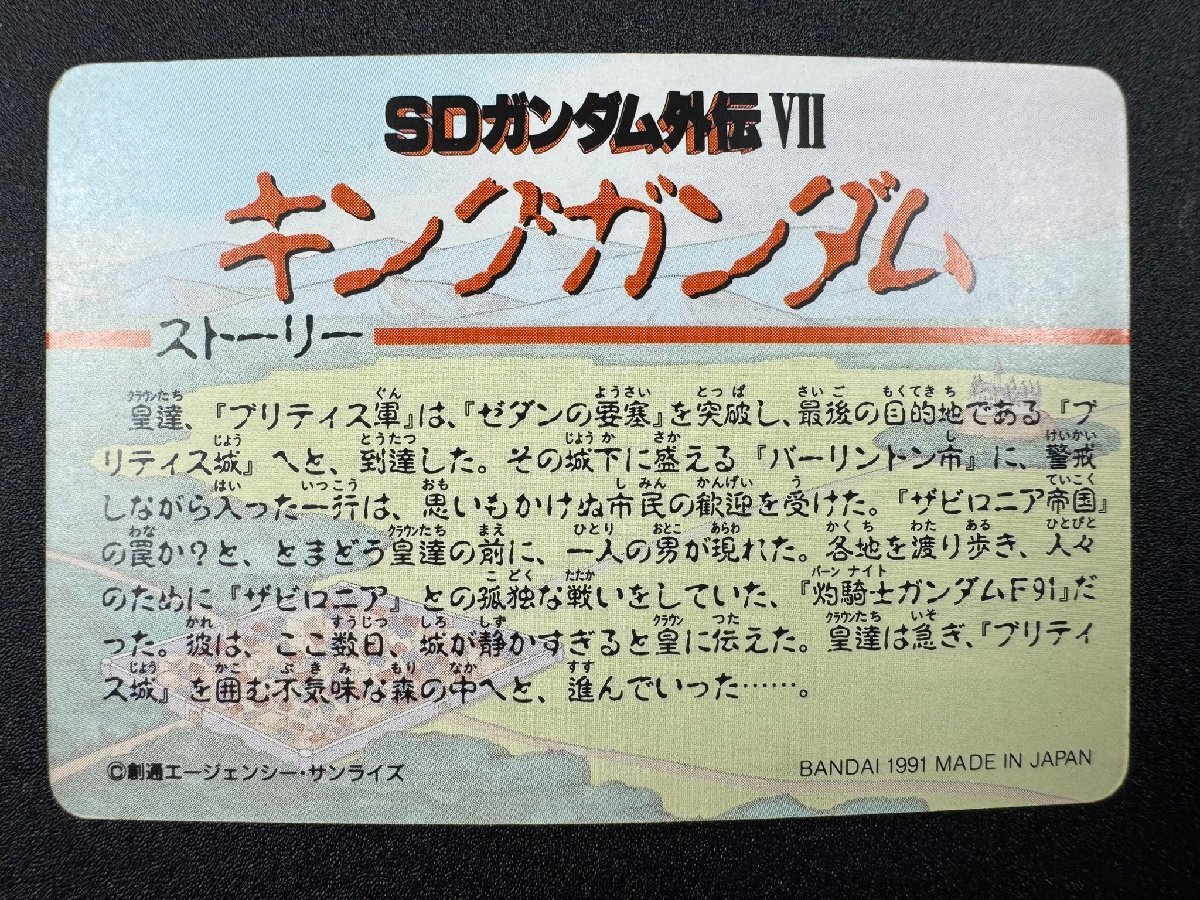 SDガンダム外伝 VII
キングガンダム
ストーリー
皇達、『ブリティス軍』は、『ゼダンの要塞』を突破し、最後の目的地である『ブ
リティス城』へと、到達した。その城下に盛える『バーリントン市』に、警戒
しながら入った一行は、思いもかけぬ市民の歓迎を受けた。『ザビロニア帝国』
の罠か?と、とまどう皇達の前に、一人の男が現れた。各地を渡り歩き、人々
のために『ザビロニア』との孤独な戦いをしていた、『灼騎士ガンダムF91』だ
った。彼は、ここ数日、城が静かすぎると皇に伝えた。皇達は急ぎ、『ブリティ
ス城』を囲む不気味な森の中へと、進んでいった……。
©創通エージェンシー・サンライズ
BANDAI 1991 MADE IN JAPAN